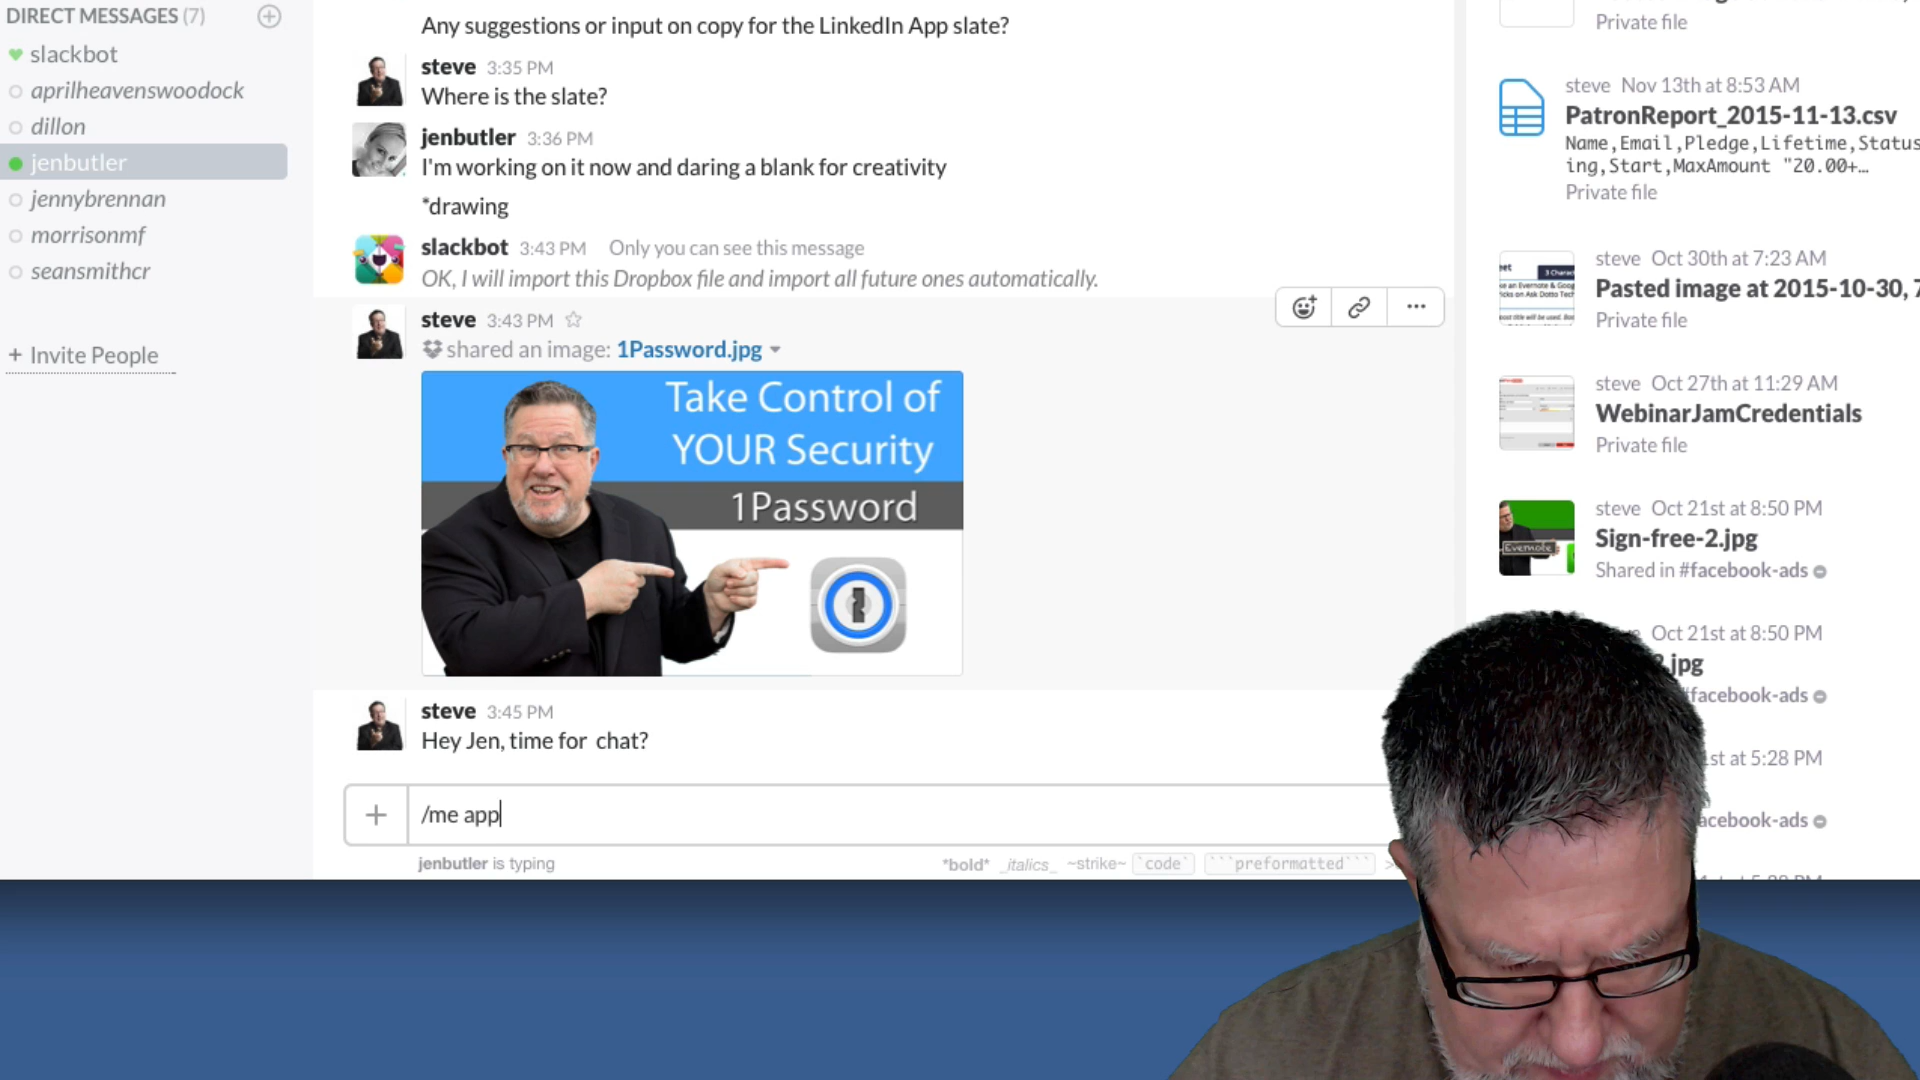 DIRECT MESSAGES (7)
slackbot
aprilheavenswoodock
dillon
jenbutler
jennybrennan
morrisonmf
seansmithcr
+ Invite People
Any suggestions or input on copy for the LinkedIn App slate?
steve 3:35 PM
Where is the slate?
jenbutler 3:36 PM
I'm working on it now and daring a blank for creativity
*drawing
slackbot 3:43 PM Only you can see this message
OK, I will import this Dropbox file and import all future ones automatically.
steve 3:43 PM
shared an image: 1Password.jpg
Take Control of
YOUR Security
1Password
steve 3:45 PM
Hey Jen, time for chat?
/me app
jenbutler is typing
*bold* _italics_ ~strike~ `code` ```preformatted``` >
Private file
steve Nov 13th at 8:53 AM
PatronReport_2015-11-13.csv
Name,Email,Pledge,Lifetime,Status
ing,Start,MaxAmount "20.00+…
Private file
steve Oct 30th at 7:23 AM
Pasted image at 2015-10-30, 7
Private file
steve Oct 27th at 11:29 AM
WebinarJamCredentials
Private file
steve Oct 21st at 8:50 PM
Sign-free-2.jpg
Evernote
Shared in #facebook-ads
Oct 21st at 8:50 PM
.jpg
#facebook-ads
1st at 5:28 PM
acebook-ads